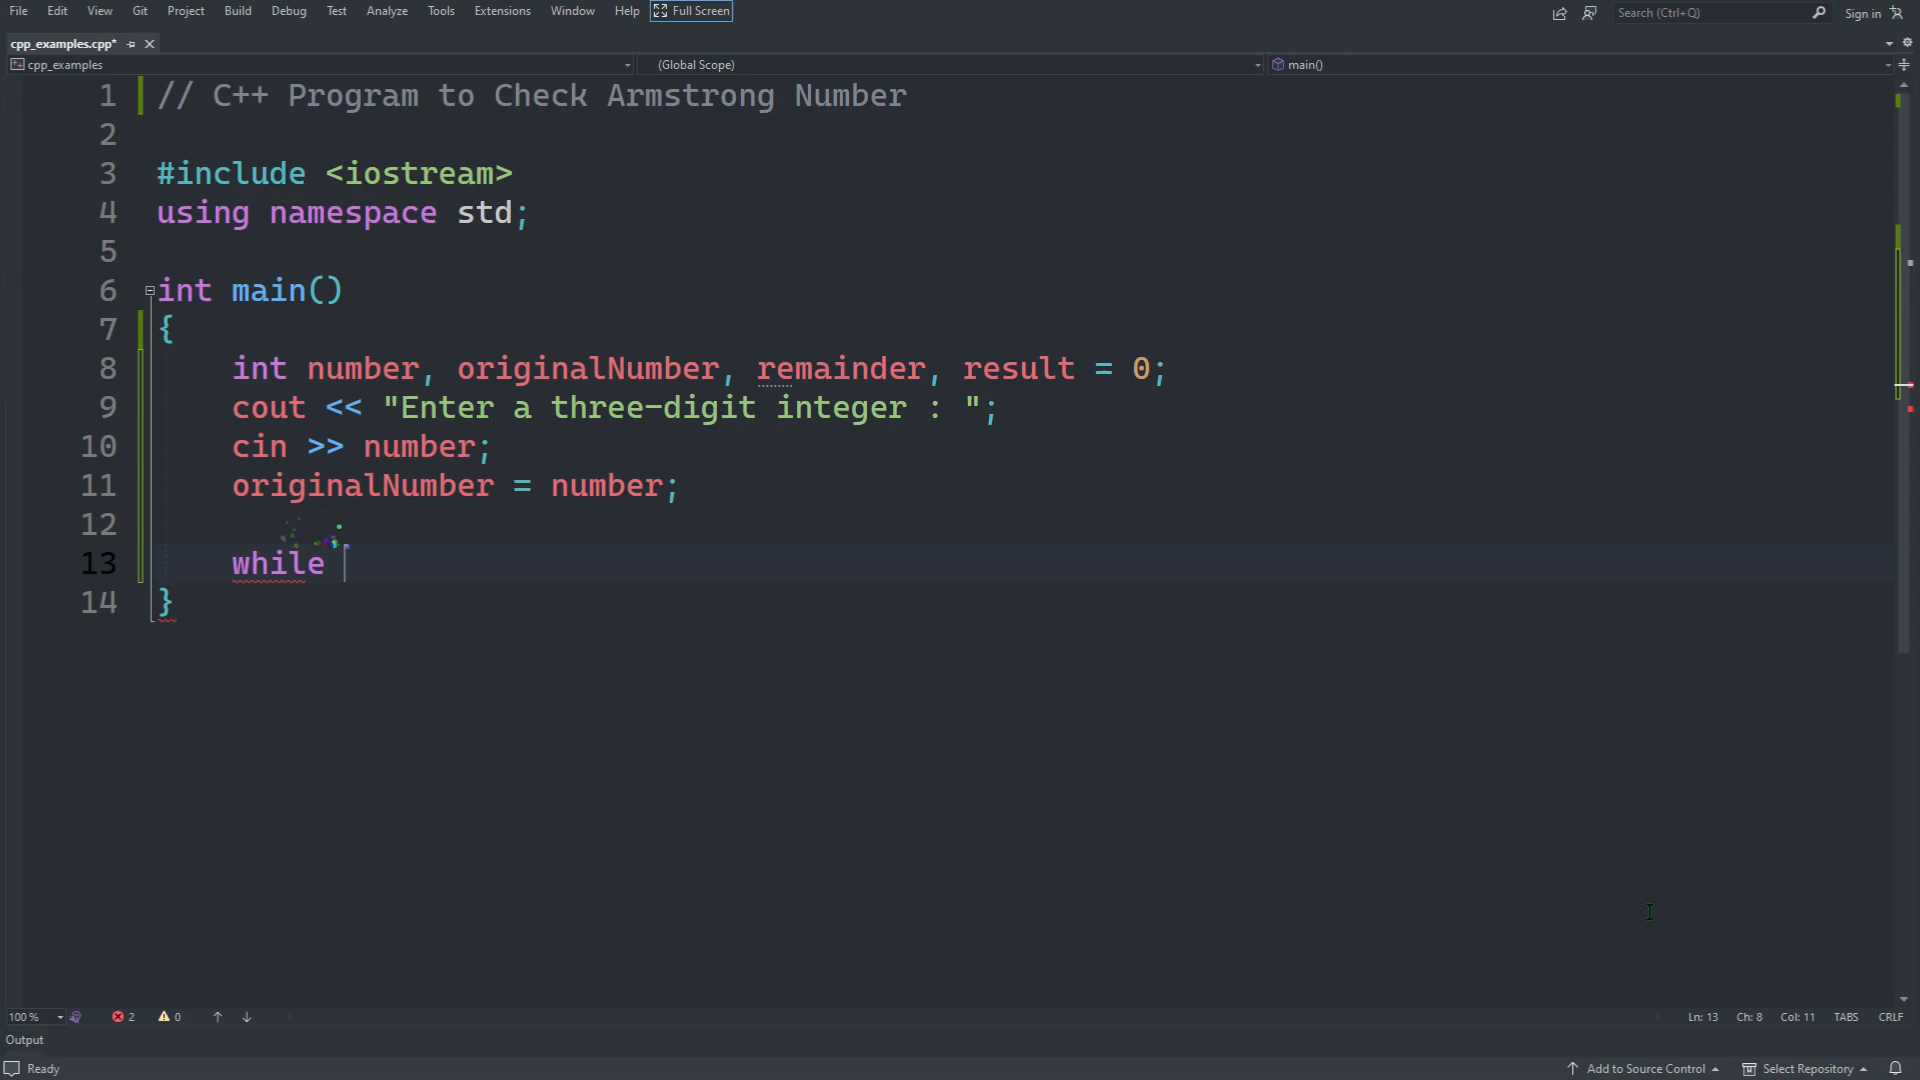 File Edit View Git Project Build Debug Test Analyze Tools Extensions Window Help Full Screen Search (Ctrl+Q) Sign in
cpp_examples.cpp*
cpp_examples (Global Scope) main()
1 // C++ Program to Check Armstrong Number
2
3 #include <iostream>
4 using namespace std;
5
6 int main()
7 {
8 int number, originalNumber, remainder, result = 0;
9 cout << "Enter a three-digit integer : ";
10 cin >> number;
11 originalNumber = number;
12
13 while
14 }
100 % 2 0 Ln: 13 Ch: 8 Col: 11 TABS CRLF
Output
Ready Add to Source Control Select Repository